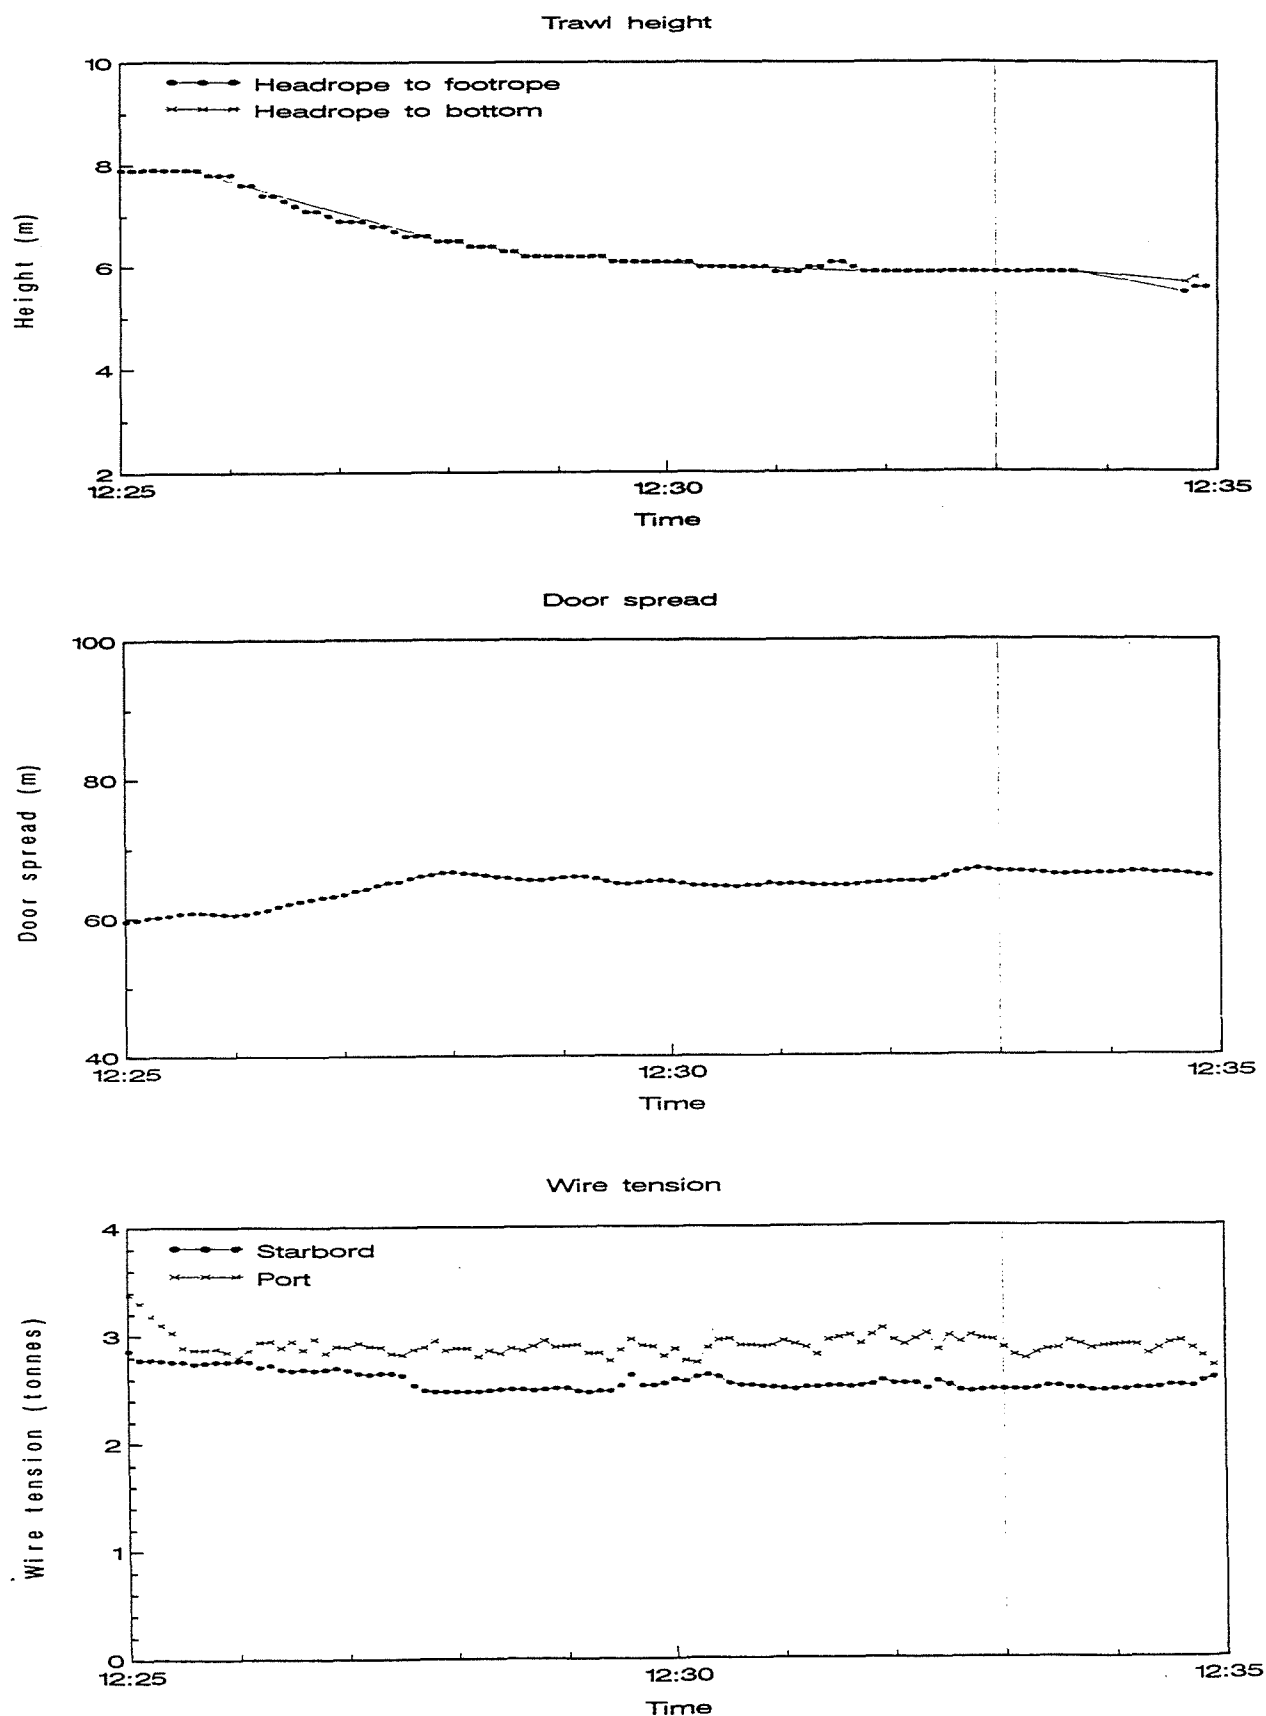 Trawl height
10
Headrope to footrope
Headrope to bottom
8
6
4
2
Height (m)
12:25 12:30 12:35
Time
Door spread
100
80
60
40
Door spread (m)
12:25 12:30 12:35
Time
Wire tension
4
Starbord
Port
3
2
1
0
Wire tension (tonnes)
12:25 12:30 12:35
Time